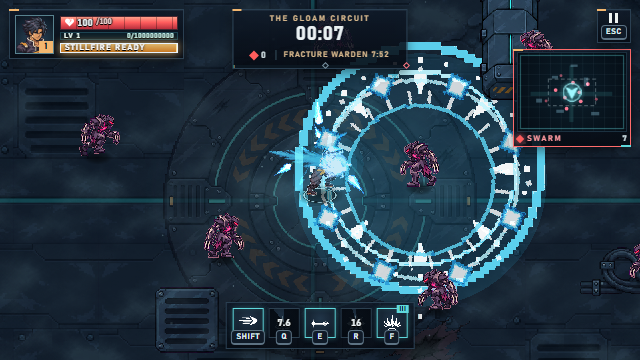 100/100
LV 1 0/1000000000
1 STILLFIRE READY
THE GLOAM CIRCUIT
00:07
0 FRACTURE WARDEN 7:52
ESC
SWARM 7
7.6 16
SHIFT Q E R F